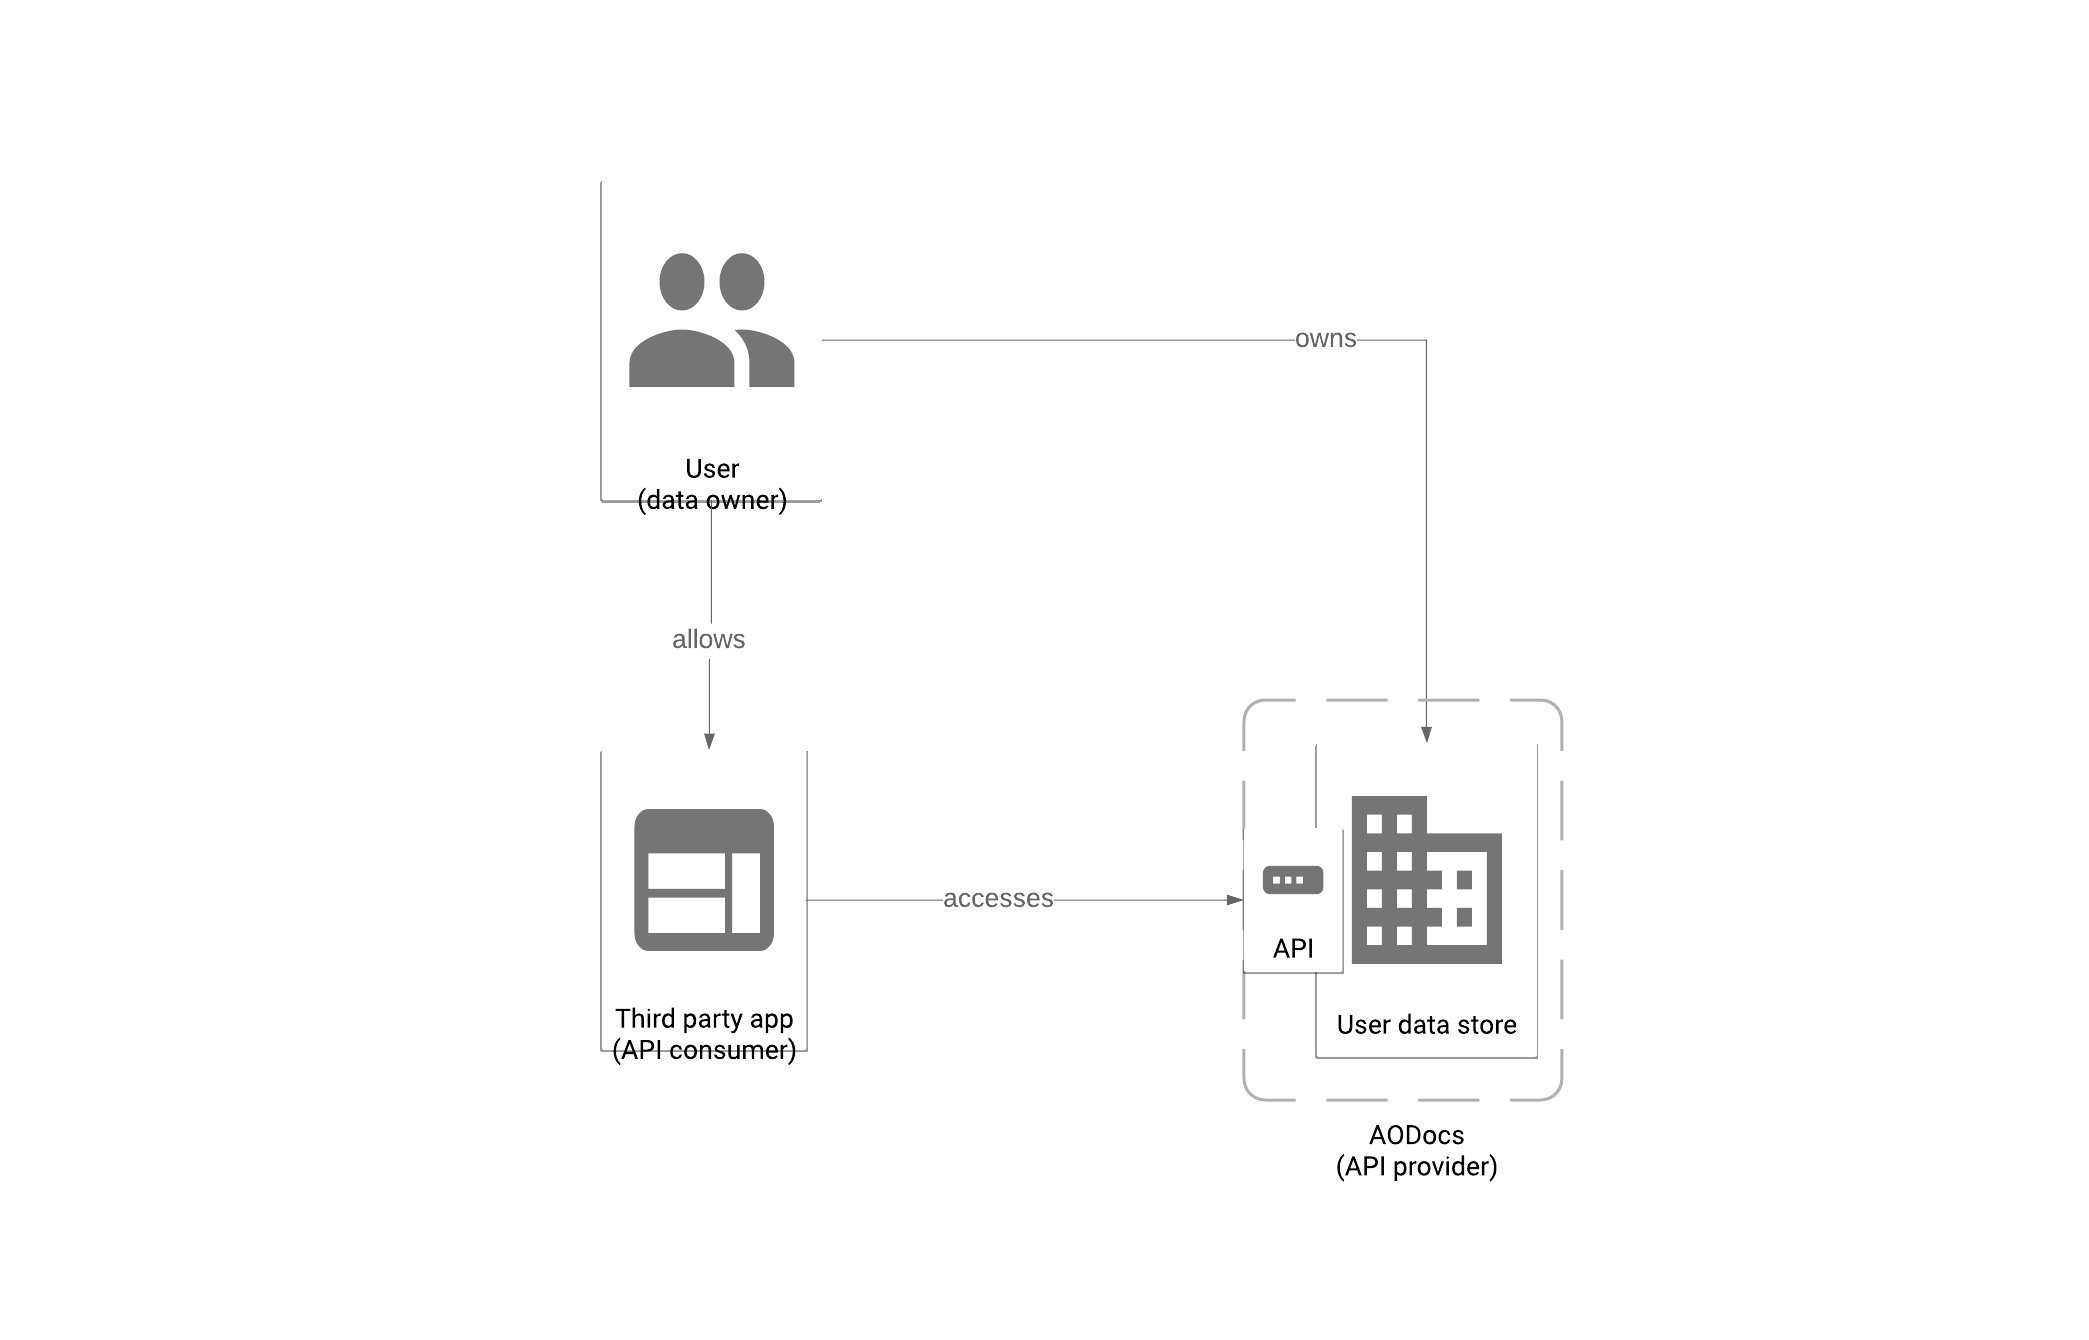 owns
User
(data owner)
allows
accesses
API
Third party app
(API consumer)
User data store
AODocs
(API provider)